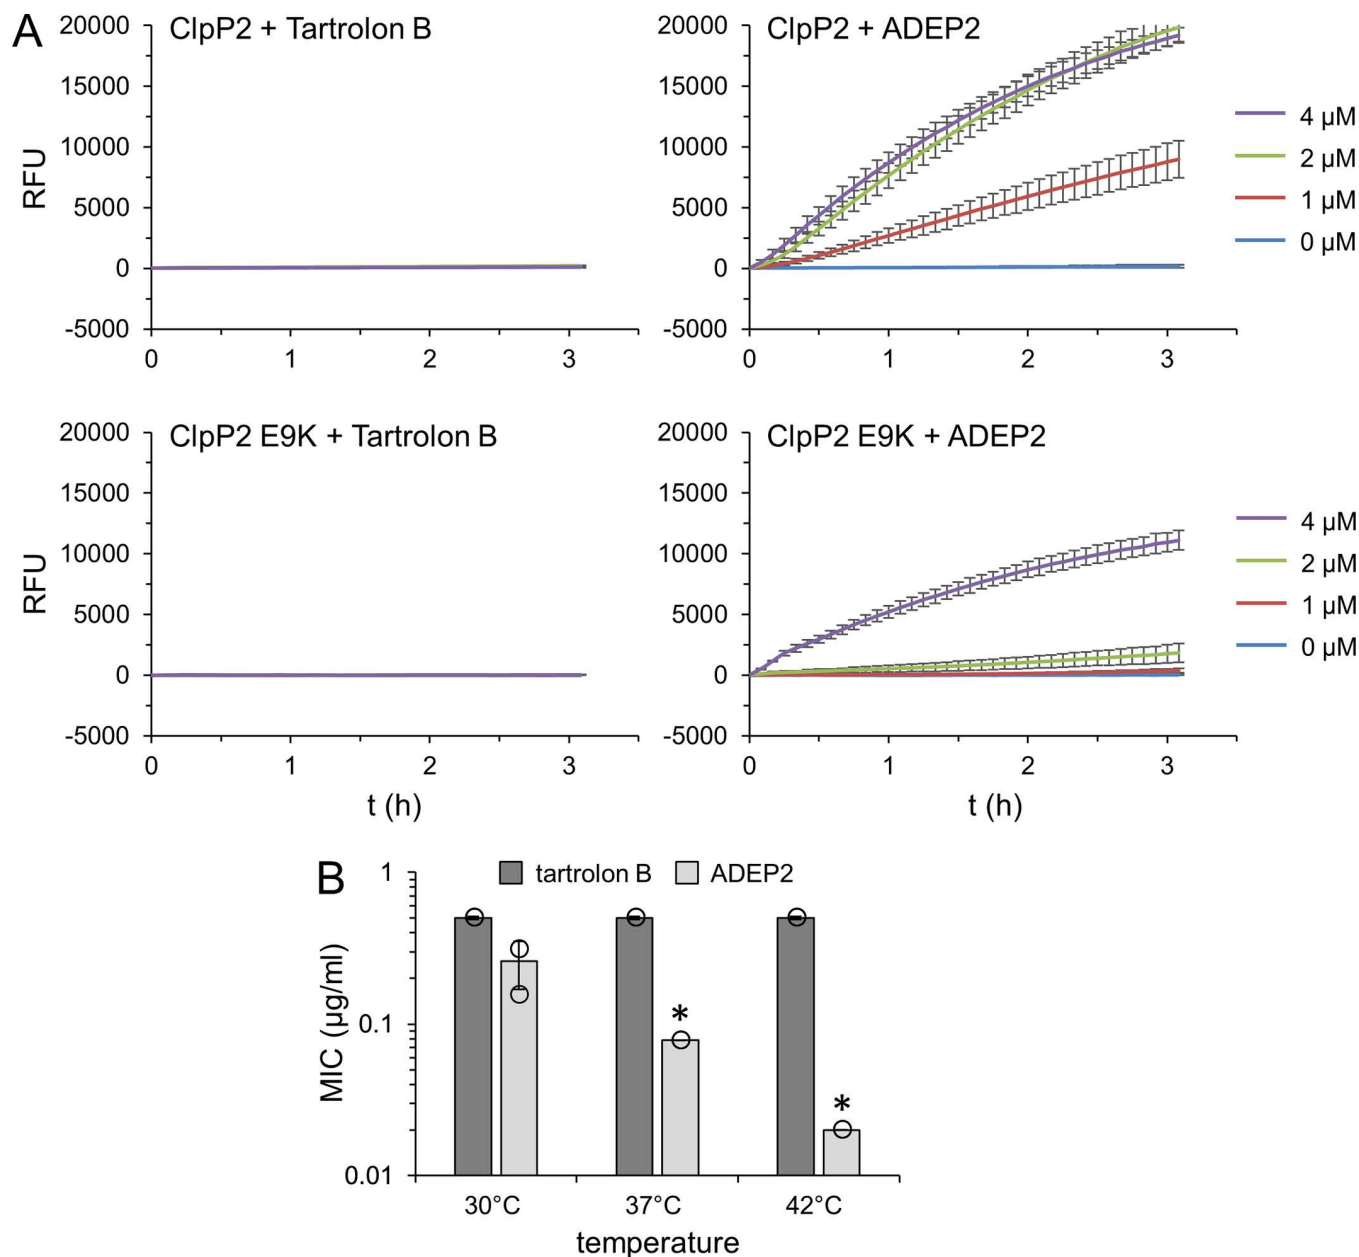 A
ClpP2 + Tartrolon B
20000
15000
10000
5000
0
-5000
RFU
0 1 2 3
ClpP2 + ADEP2
20000
15000
10000
5000
0
-5000
0 1 2 3
4 µM
2 µM
1 µM
0 µM
ClpP2 E9K + Tartrolon B
20000
15000
10000
5000
0
-5000
RFU
0 1 2 3
t (h)
ClpP2 E9K + ADEP2
20000
15000
10000
5000
0
-5000
0 1 2 3
t (h)
4 µM
2 µM
1 µM
0 µM
B
tartrolon B ADEP2
1
0.1
0.01
MIC (µg/ml)
*
*
30°C 37°C 42°C
temperature